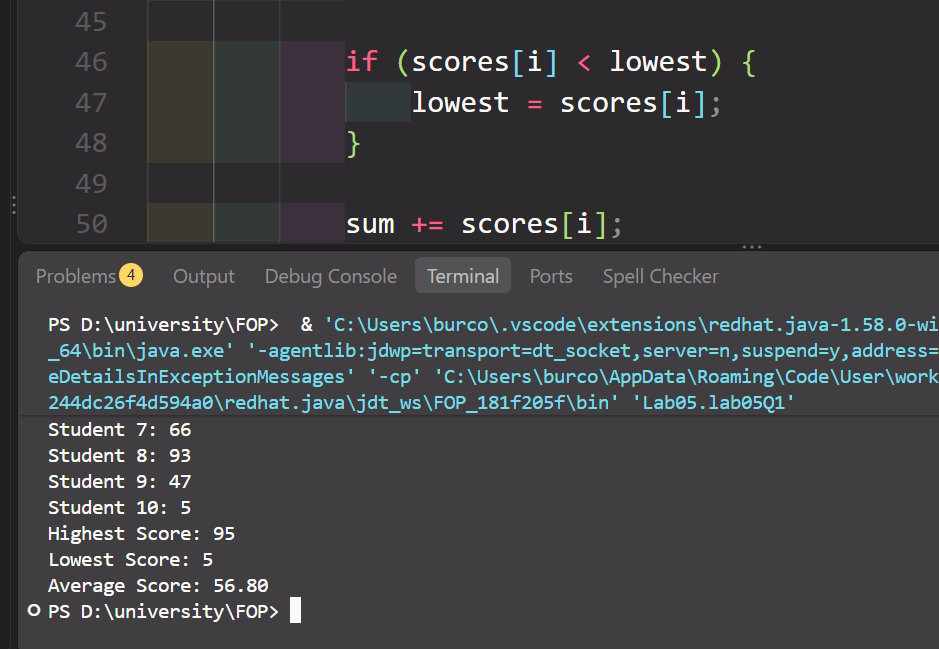 45
46 if (scores[i] < lowest) {
47 lowest = scores[i];
48 }
49
50 sum += scores[i];
Problems 4 Output Debug Console Terminal Ports Spell Checker
PS D:\university\FOP>  & 'C:\Users\burco\.vscode\extensions\redhat.java-1.58.0-wi
_64\bin\java.exe' '-agentlib:jdwp=transport=dt_socket,server=n,suspend=y,address=
eDetailsInExceptionMessages' '-cp' 'C:\Users\burco\AppData\Roaming\Code\User\work
244dc26f4d594a0\redhat.java\jdt_ws\FOP_181f205f\bin' 'Lab05.lab05Q1'
Student 7: 66
Student 8: 93
Student 9: 47
Student 10: 5
Highest Score: 95
Lowest Score: 5
Average Score: 56.80
PS D:\university\FOP>